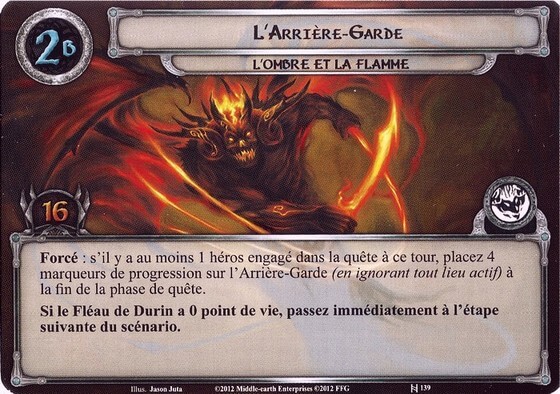 2B
L'ARRIÈRE-GARDE
L'OMBRE ET LA FLAMME
16
Forcé : s'il y a au moins 1 héros engagé dans la quête à ce tour, placez 4
marqueurs de progression sur l'Arrière-Garde (en ignorant tout lieu actif) à
la fin de la phase de quête.
Si le Fléau de Durin a 0 point de vie, passez immédiatement à l'étape
suivante du scénario.
Illus. Jason Juta ©2012 Middle-earth Enterprises ©2012 FFG 139